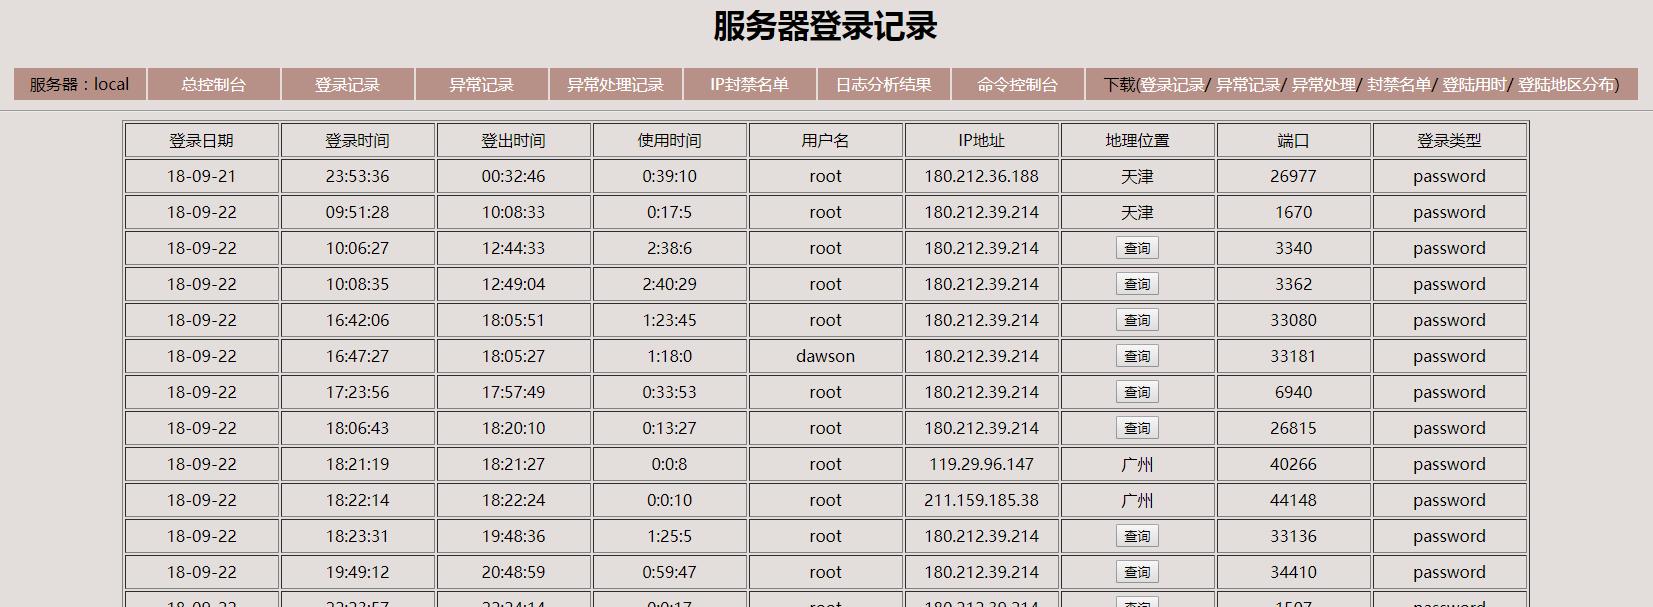 服务器登录记录
服务器：local 总控制台 登录记录 异常记录 异常处理记录 IP封禁名单 日志分析结果 命令控制台 下载(登录记录/ 异常记录/ 异常处理/ 封禁名单/ 登陆用时/ 登陆地区分布)
登录日期 登录时间 登出时间 使用时间 用户名 IP地址 地理位置 端口 登录类型
18-09-21 23:53:36 00:32:46 0:39:10 root 180.212.36.188 天津 26977 password
18-09-22 09:51:28 10:08:33 0:17:5 root 180.212.39.214 天津 1670 password
18-09-22 10:06:27 12:44:33 2:38:6 root 180.212.39.214 查询 3340 password
18-09-22 10:08:35 12:49:04 2:40:29 root 180.212.39.214 查询 3362 password
18-09-22 16:42:06 18:05:51 1:23:45 root 180.212.39.214 查询 33080 password
18-09-22 16:47:27 18:05:27 1:18:0 dawson 180.212.39.214 查询 33181 password
18-09-22 17:23:56 17:57:49 0:33:53 root 180.212.39.214 查询 6940 password
18-09-22 18:06:43 18:20:10 0:13:27 root 180.212.39.214 查询 26815 password
18-09-22 18:21:19 18:21:27 0:0:8 root 119.29.96.147 广州 40266 password
18-09-22 18:22:14 18:22:24 0:0:10 root 211.159.185.38 广州 44148 password
18-09-22 18:23:31 19:48:36 1:25:5 root 180.212.39.214 查询 33136 password
18-09-22 19:49:12 20:48:59 0:59:47 root 180.212.39.214 查询 34410 password